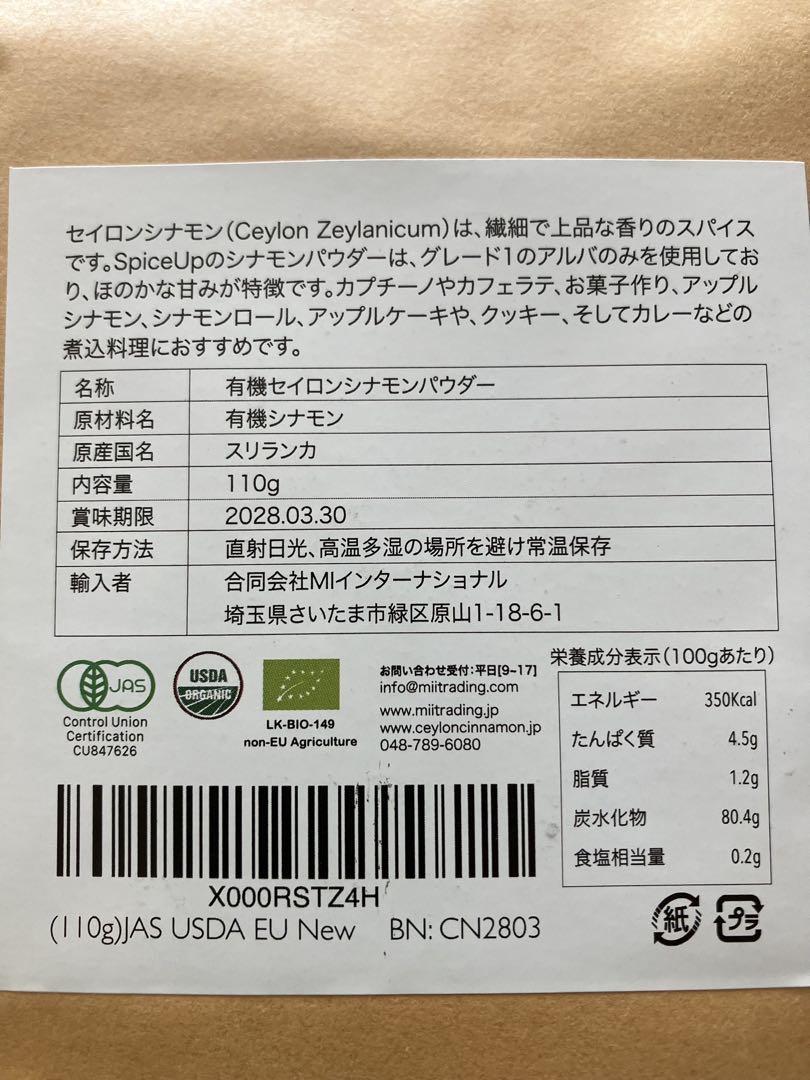 セイロンシナモン(Ceylon Zeylanicum)は、繊細で上品な香りのスパイス
です。SpiceUpのシナモンパウダーは、グレード1のアルバのみを使用してお
り、ほのかな甘みが特徴です。カプチーノやカフェラテ、お菓子作り、アップル
シナモン、シナモンロール、アップルケーキや、クッキー、そしてカレーなどの
煮込料理におすすめです。
名称 有機セイロンシナモンパウダー
原材料名 有機シナモン
原産国名 スリランカ
内容量 110g
賞味期限 2028.03.30
保存方法 直射日光、高温多湿の場所を避け常温保存
輸入者 合同会社MIインターナショナル
埼玉県さいたま市緑区原山1-18-6-1
JAS
Control Union
Certification
CU847626
USDA
ORGANIC
LK-BIO-149
non-EU Agriculture
お問い合わせ受付:平日[9~17]
info@miitrading.com
www.miitrading.jp
www.ceyloncinnamon.jp
048-789-6080
栄養成分表示(100gあたり)
エネルギー 350Kcal
たんぱく質 4.5g
脂質 1.2g
炭水化物 80.4g
食塩相当量 0.2g
X000RSTZ4H
(110g)JAS USDA EU New BN: CN2803
紙
プラ